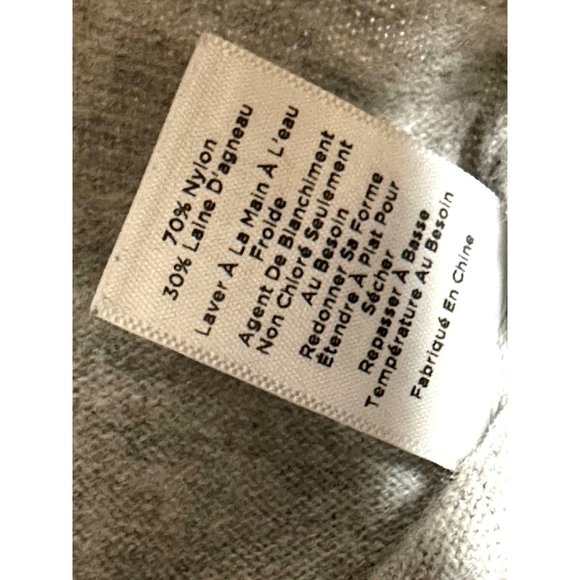 70% Nylon
30% Laine D'agneau
Laver À La Main À L'eau
Froide
Agent De Blanchiment
Non Chloré Seulement
Au Besoin
Redonner Sa Forme
Étendre À Plat Pour
Sécher
Repasser À Basse
Température Au Besoin
Fabriqué En Chine